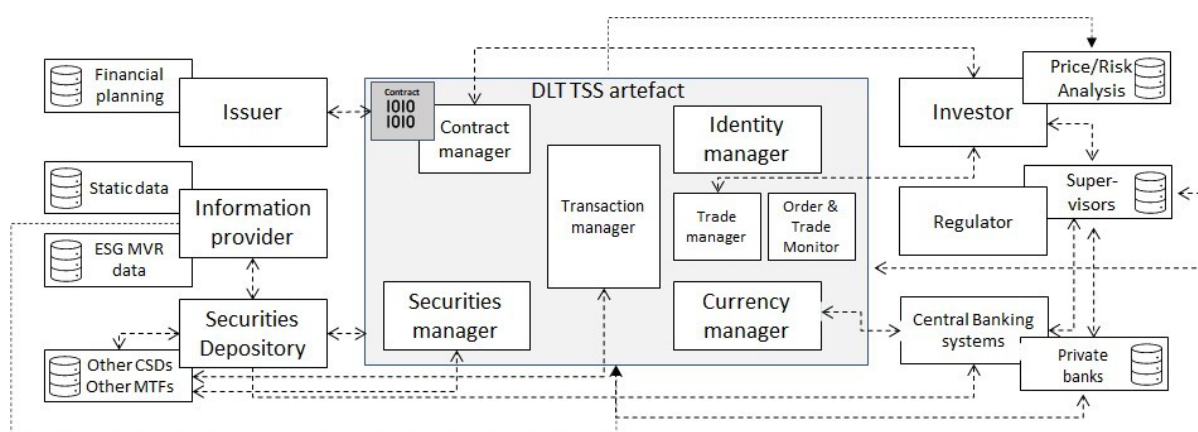 Financial
planning
Issuer
Static data
Information
provider
ESG MVR
data
Securities
Depository
Other CSDs
Other MTFs
DLT TSS artefact
Contract
1010
1010
Contract
manager
Identity
manager
Transaction
manager
Trade
manager
Order &
Trade
Monitor
Securities
manager
Currency
manager
Price/Risk
Analysis
Investor
Super-
visors
Regulator
Central Banking
systems
Private
banks